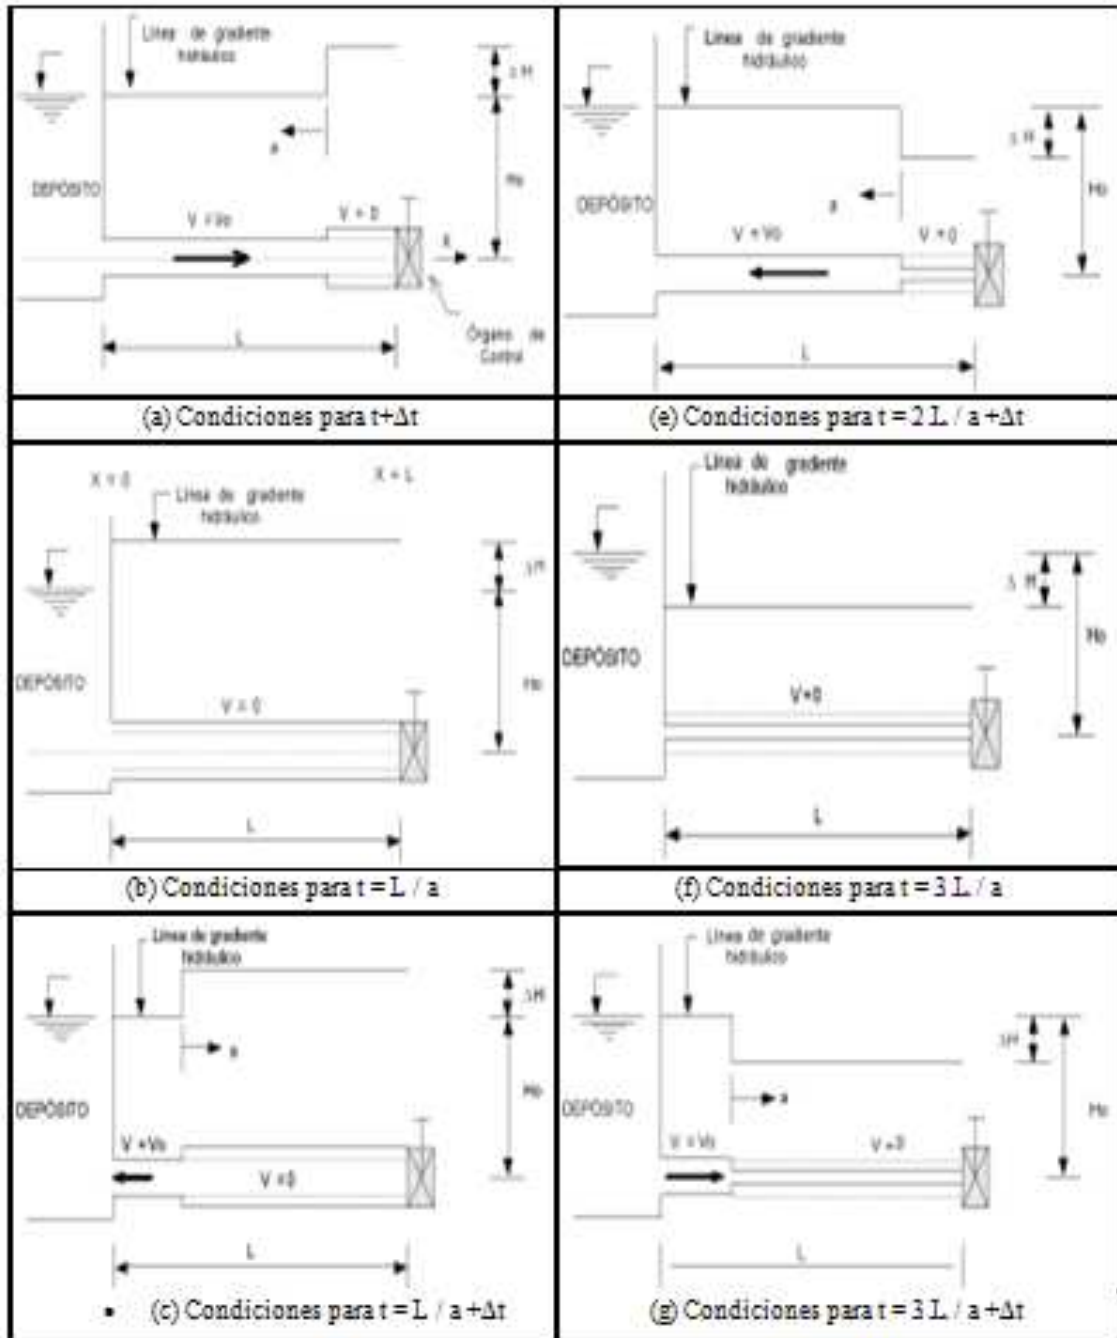 Línea de gradiente
hidráulico
Δ H
a
Ho
DEPÓSITO
V = Vo
V = 0
X
L
Órgano de
Control
(a) Condiciones para t+Δt
Línea de gradiente
hidráulico
Δ H
DEPÓSITO
a
Ho
V = Vo
V = 0
L
(e) Condiciones para t = 2 L / a +Δt
X = 0
X = L
Línea de gradiente
hidráulico
ΔH
Ho
DEPÓSITO
V = 0
L
(b) Condiciones para t = L / a
Línea de gradiente
hidráulico
Δ H
Ho
DEPÓSITO
V=0
L
(f) Condiciones para t = 3 L / a
Línea de gradiente
hidráulico
ΔH
a
Ho
DEPÓSITO
V = Vo
V = 0
L
• (c) Condiciones para t = L / a +Δt
Línea de gradiente
hidráulico
ΔH
a
Ho
DEPÓSITO
V = Vo
V = 0
L
(g) Condiciones para t = 3 L / a +Δt